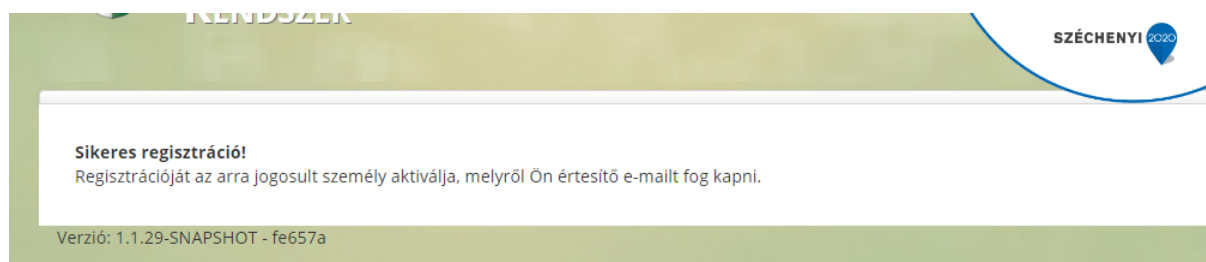 RENDSZER
SZÉCHENYI 2020
Sikeres regisztráció!
Regisztrációját az arra jogosult személy aktiválja, melyről Ön értesítő e-mailt fog kapni.
Verzió: 1.1.29-SNAPSHOT - fe657a